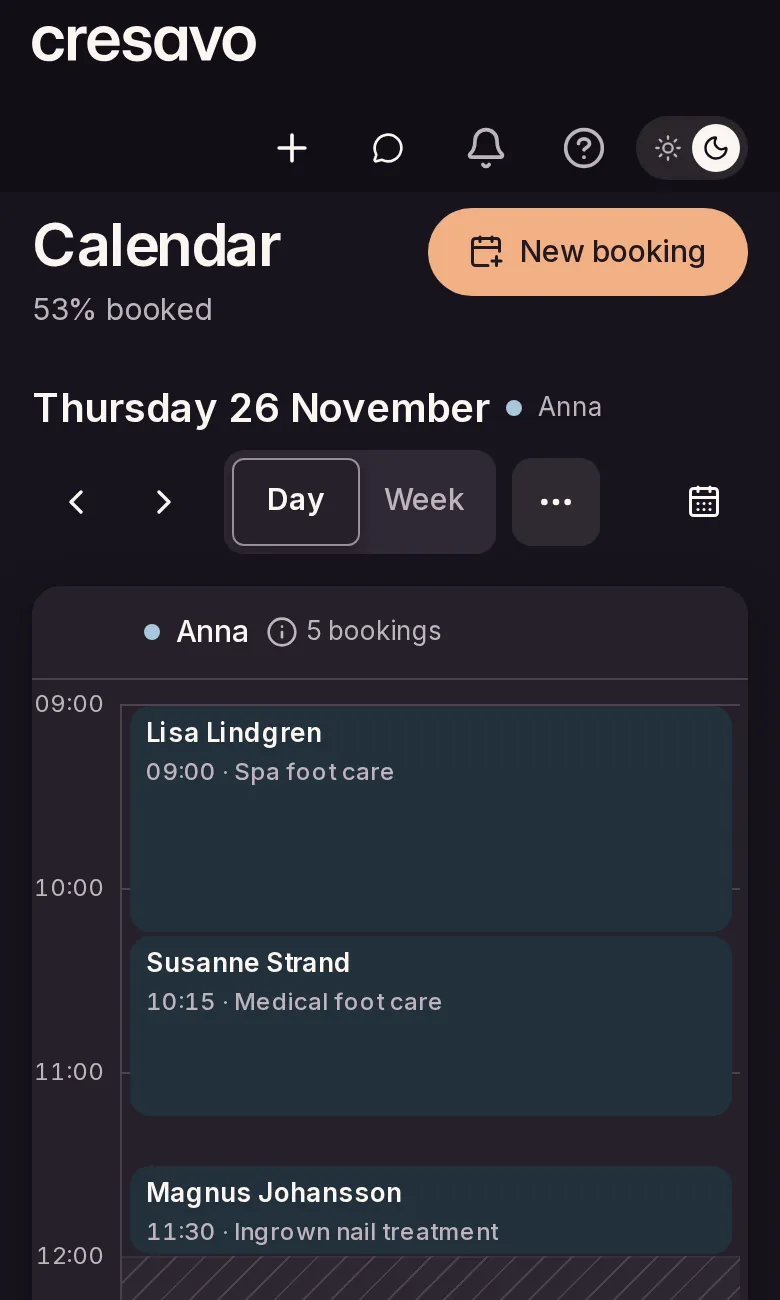 cresavo
Calendar
New booking
53% booked
Thursday 26 November
Anna
Day
Week
Anna
5 bookings
09:00
Lisa Lindgren
09:00 · Spa foot care
10:00
Susanne Strand
10:15 · Medical foot care
11:00
Magnus Johansson
11:30 · Ingrown nail treatment
12:00